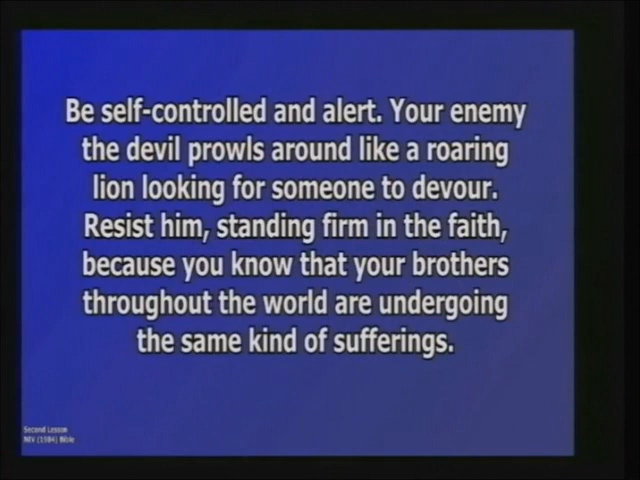 Be self-controlled and alert. Your enemy
the devil prowls around like a roaring
lion looking for someone to devour.
Resist him, standing firm in the faith,
because you know that your brothers
throughout the world are undergoing
the same kind of sufferings.
Second Lesson
NIV (1984) Bible